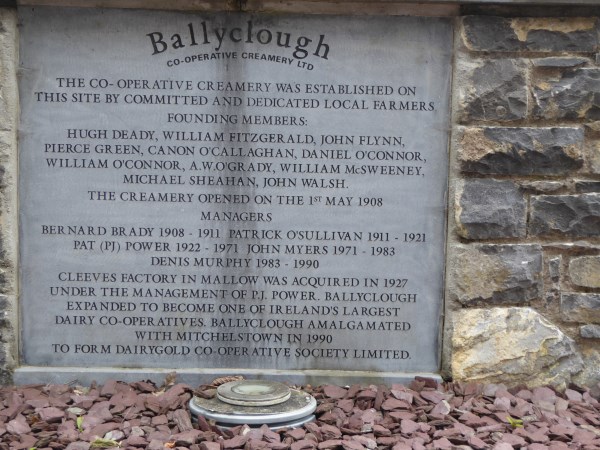 Ballyclough
CO-OPERATIVE CREAMERY LTD
THE CO-OPERATIVE CREAMERY WAS ESTABLISHED ON
THIS SITE BY COMMITTED AND DEDICATED LOCAL FARMERS
FOUNDING MEMBERS:
HUGH DEADY, WILLIAM FITZGERALD, JOHN FLYNN,
PIERCE GREEN, CANON O'CALLAGHAN, DANIEL O'CONNOR,
WILLIAM O'CONNOR, A.W.O'GRADY, WILLIAM McSWEENEY,
MICHAEL SHEAHAN, JOHN WALSH.
THE CREAMERY OPENED ON THE 1ST MAY 1908
MANAGERS
BERNARD BRADY 1908 - 1911 PATRICK O'SULLIVAN 1911 - 1921
PAT (PJ) POWER 1922 - 1971 JOHN MYERS 1971 - 1983
DENIS MURPHY 1983 - 1990
CLEEVES FACTORY IN MALLOW WAS ACQUIRED IN 1927
UNDER THE MANAGEMENT OF P.J. POWER. BALLYCLOUGH
EXPANDED TO BECOME ONE OF IRELAND'S LARGEST
DAIRY CO-OPERATIVES. BALLYCLOUGH AMALGAMATED
WITH MITCHELSTOWN IN 1990
TO FORM DAIRYGOLD CO-OPERATIVE SOCIETY LIMITED.